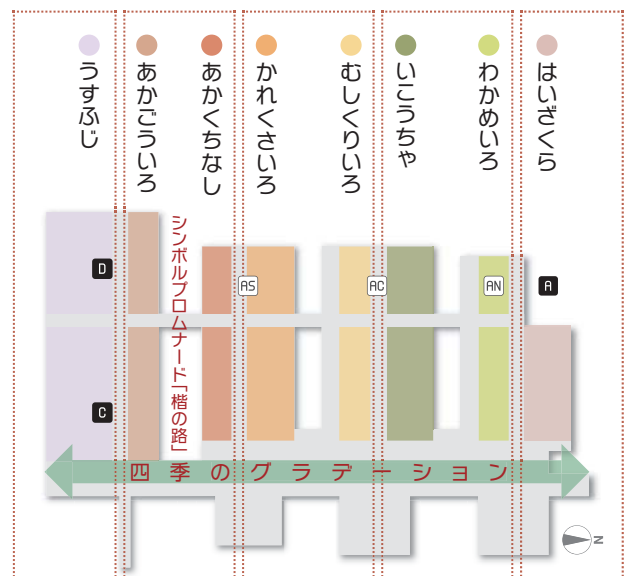 うすふじ
あかごういろ
あかくちなし
かれくさいろ
むしくりいろ
いこうちゃ
わかめいろ
はいざくら
シンボルプロムナード「楷の路」
D
AS
AC
AN
A
C
四季のグラデーション
N